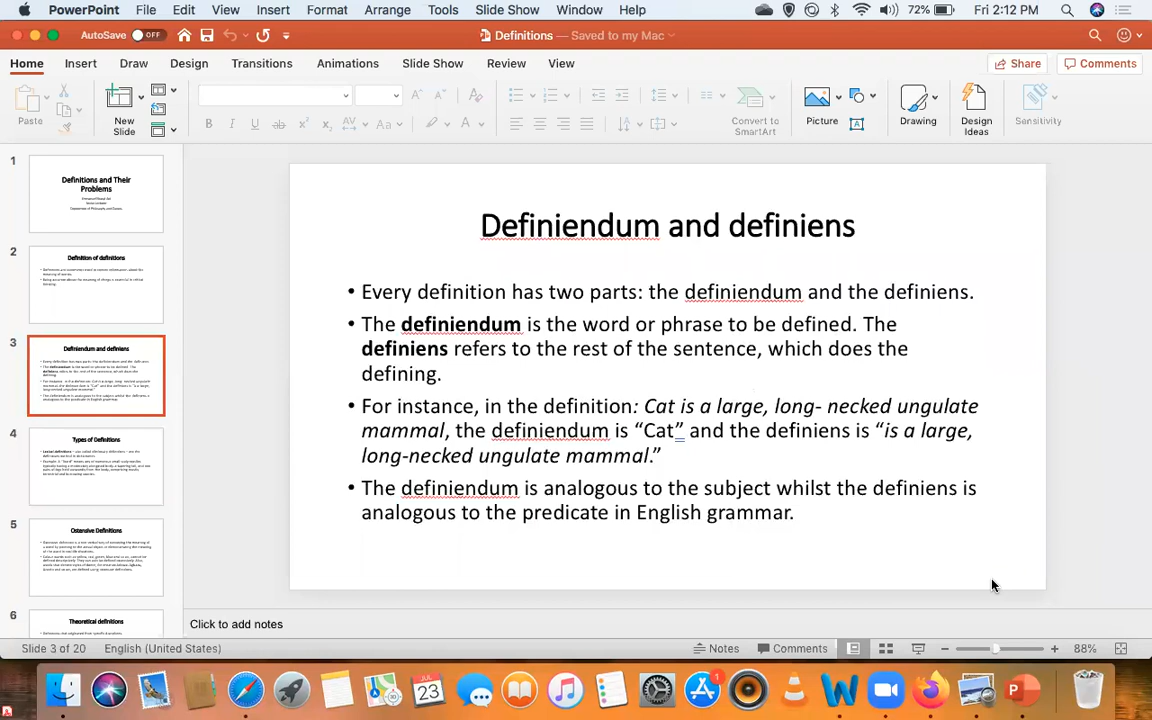 PowerPoint File Edit View Insert Format Arrange Tools Slide Show Window Help 72% Fri 2:12 PM
AutoSave OFF Definitions — Saved to my Mac
Home Insert Draw Design Transitions Animations Slide Show Review View Share Comments
Paste New Slide Convert to SmartArt Picture Drawing Design Ideas Sensitivity
1
Definitions and Their
Problems
2
Definition of definitions
3
Definiendum and definiens
4
Types of Definitions
5
Ostensive Definitions
6
Theoretical definitions
Definiendum and definiens
• Every definition has two parts: the definiendum and the definiens.
• The definiendum is the word or phrase to be defined. The
definiens refers to the rest of the sentence, which does the
defining.
• For instance, in the definition: Cat is a large, long- necked ungulate
mammal, the definiendum is “Cat” and the definiens is “is a large,
long-necked ungulate mammal.”
• The definiendum is analogous to the subject whilst the definiens is
analogous to the predicate in English grammar.
Click to add notes
Slide 3 of 20 English (United States) Notes Comments 88%
JUL
23
1